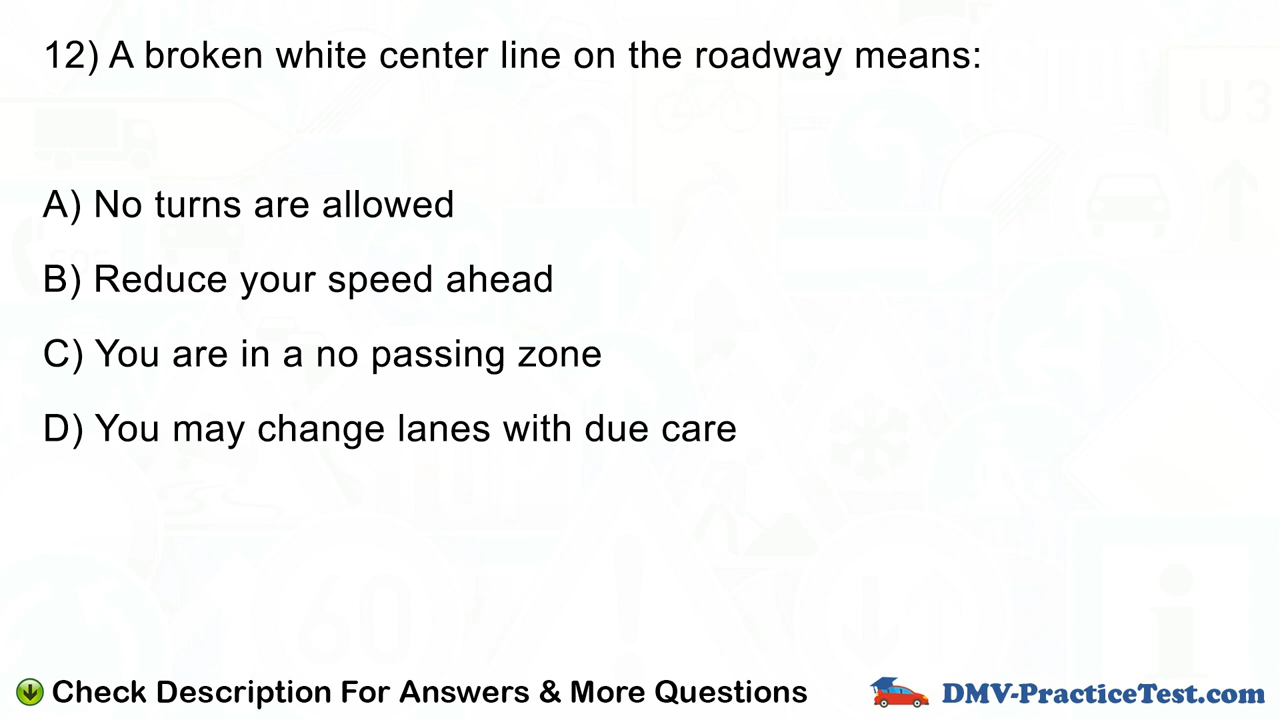 12) A broken white center line on the roadway means:
A) No turns are allowed
B) Reduce your speed ahead
C) You are in a no passing zone
D) You may change lanes with due care
U 3
60
Check Description For Answers & More Questions
DMV-PracticeTest.com